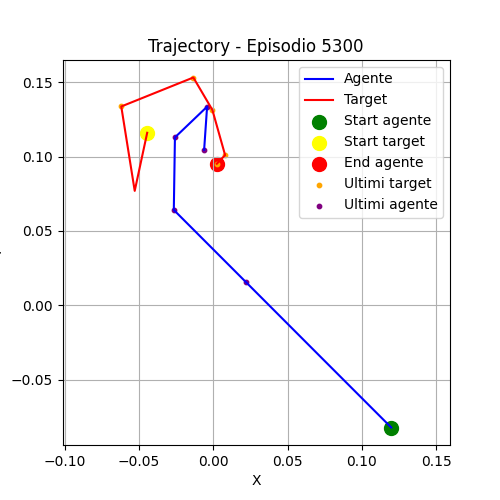 Trajectory - Episodio 5300
Agente
Target
Start agente
Start target
End agente
Ultimi target
Ultimi agente
0.15
0.10
0.05
0.00
−0.05
−0.10
−0.05
0.00
0.05
0.10
0.15
X